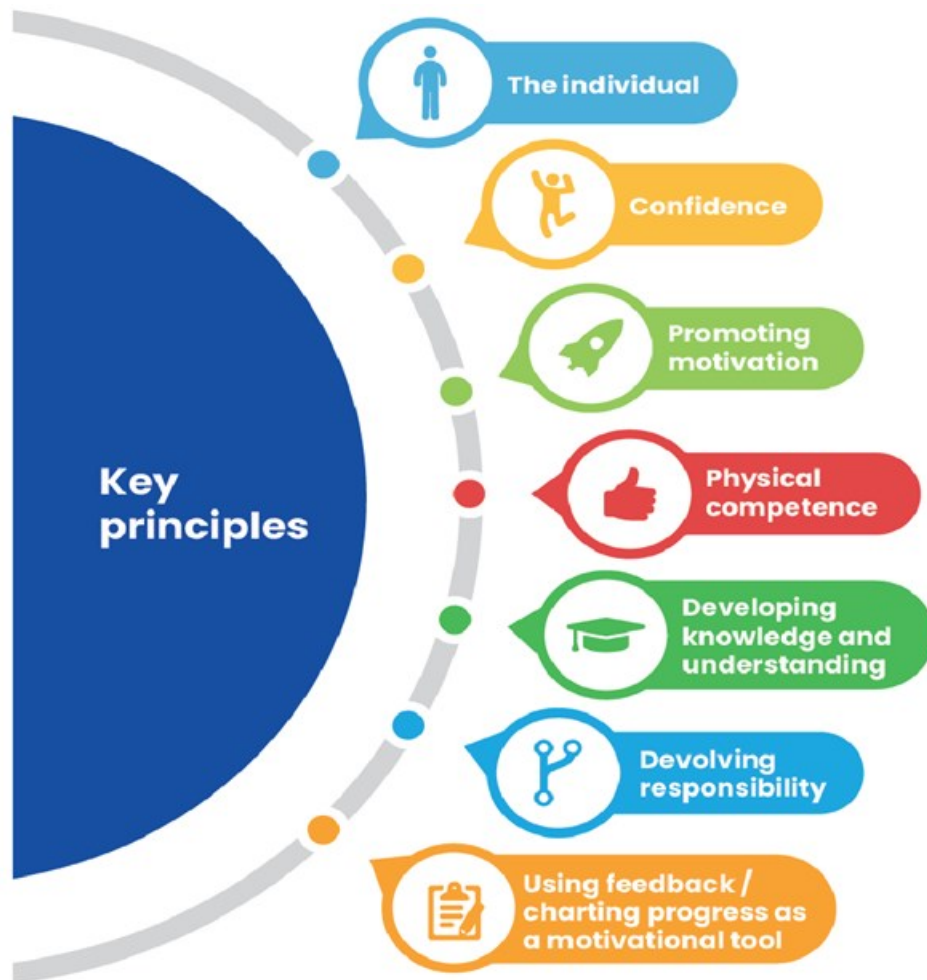 Key
principles
The individual
Confidence
Promoting
motivation
Physical
competence
Developing
knowledge and
understanding
Devolving
responsibility
Using feedback /
charting progress as
a motivational tool